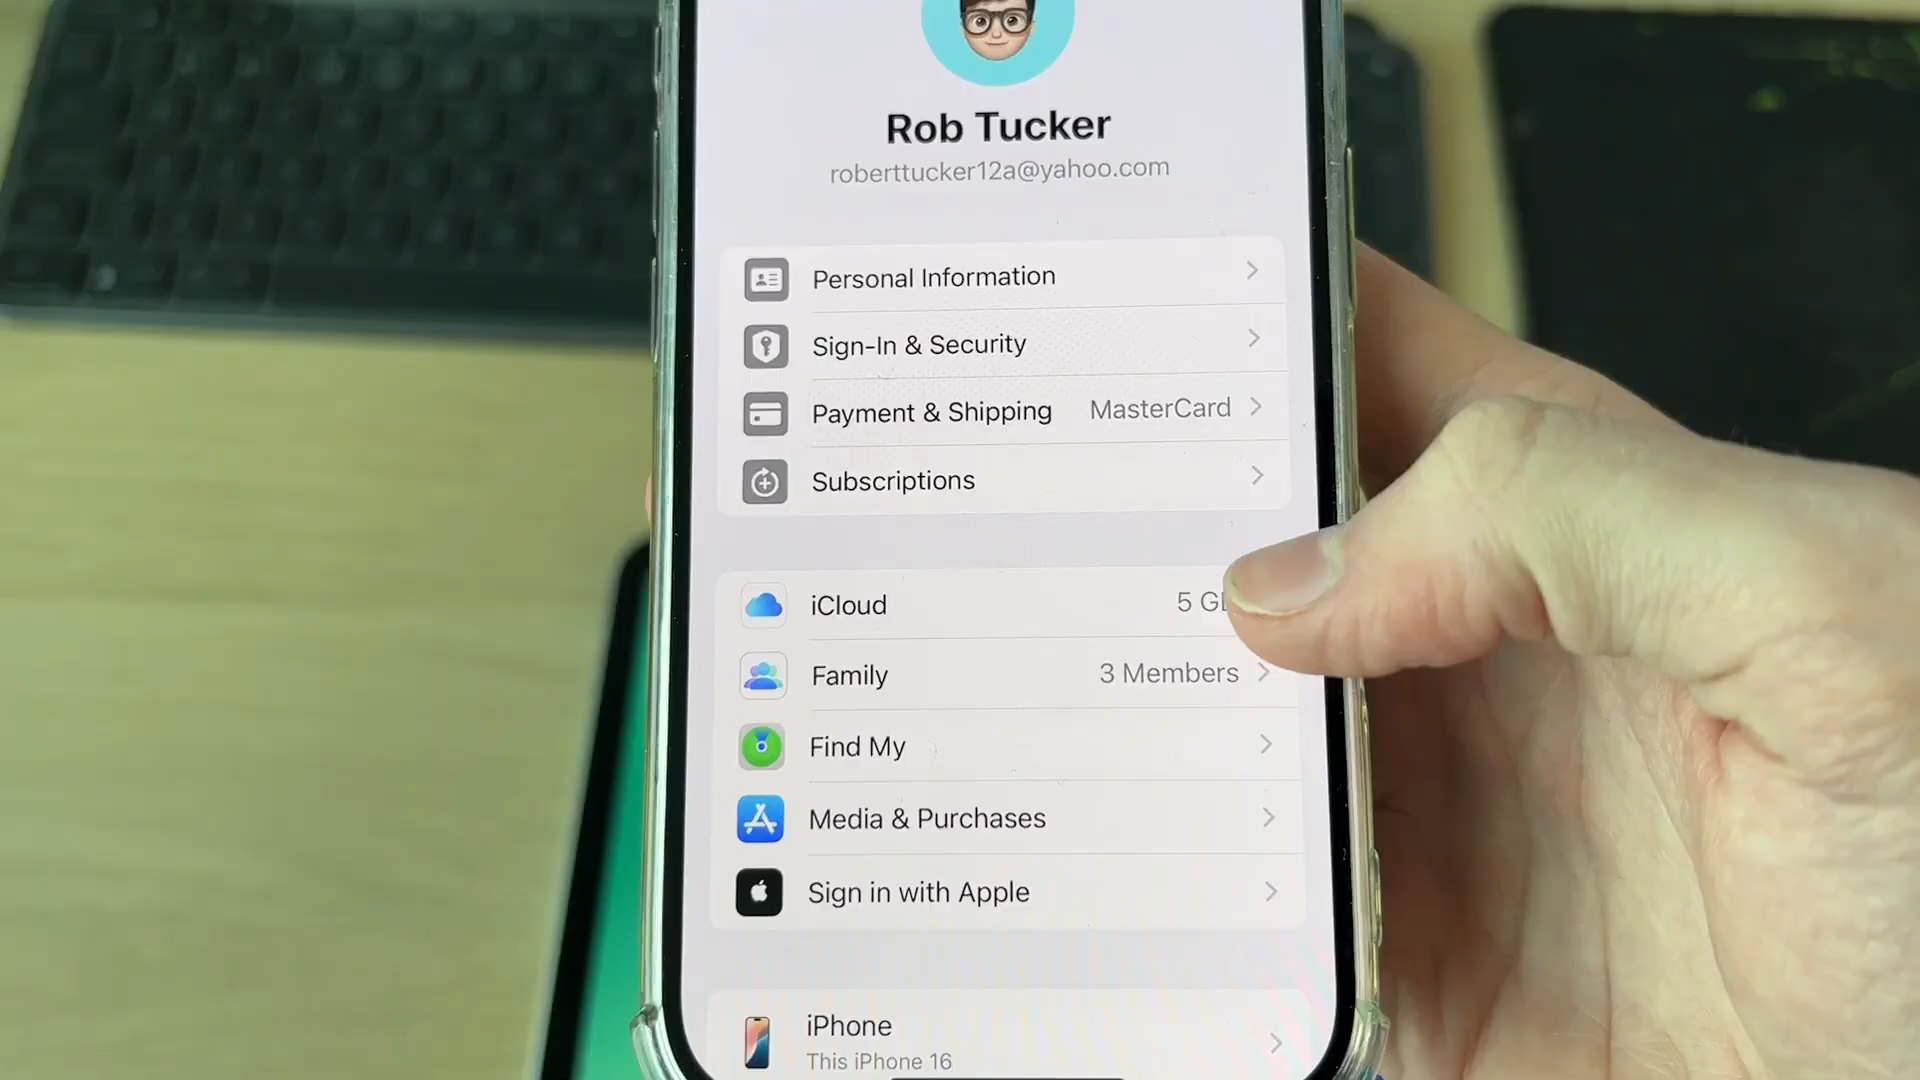 Rob Tucker
roberttucker12a@yahoo.com
Personal Information
Sign-In & Security
Payment & Shipping MasterCard
Subscriptions
iCloud 5
Family 3 Members
Find My
Media & Purchases
Sign in with Apple
iPhone
This iPhone 16